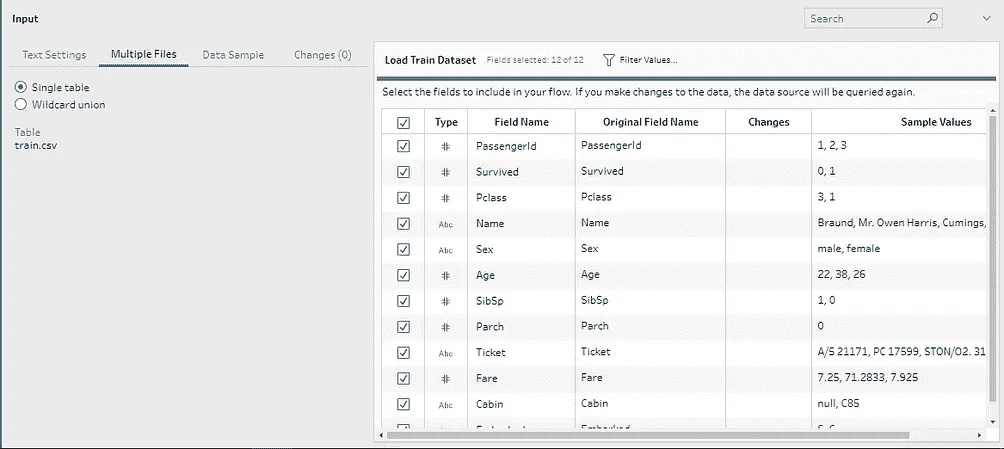 Input
Search
Text Settings Multiple Files Data Sample Changes (0)
Single table
Wildcard union
Table
train.csv
Load Train Dataset Fields selected: 12 of 12 Filter Values...
Select the fields to include in your flow. If you make changes to the data, the data source will be queried again.
Type Field Name Original Field Name Changes Sample Values
# PassengerId PassengerId 1, 2, 3
# Survived Survived 0, 1
# Pclass Pclass 3, 1
Abc Name Name Braund, Mr. Owen Harris, Cumings,
Abc Sex Sex male, female
# Age Age 22, 38, 26
# SibSp SibSp 1, 0
# Parch Parch 0
Abc Ticket Ticket A/5 21171, PC 17599, STON/O2. 31
# Fare Fare 7.25, 71.2833, 7.925
Abc Cabin Cabin null, C85
Embarked